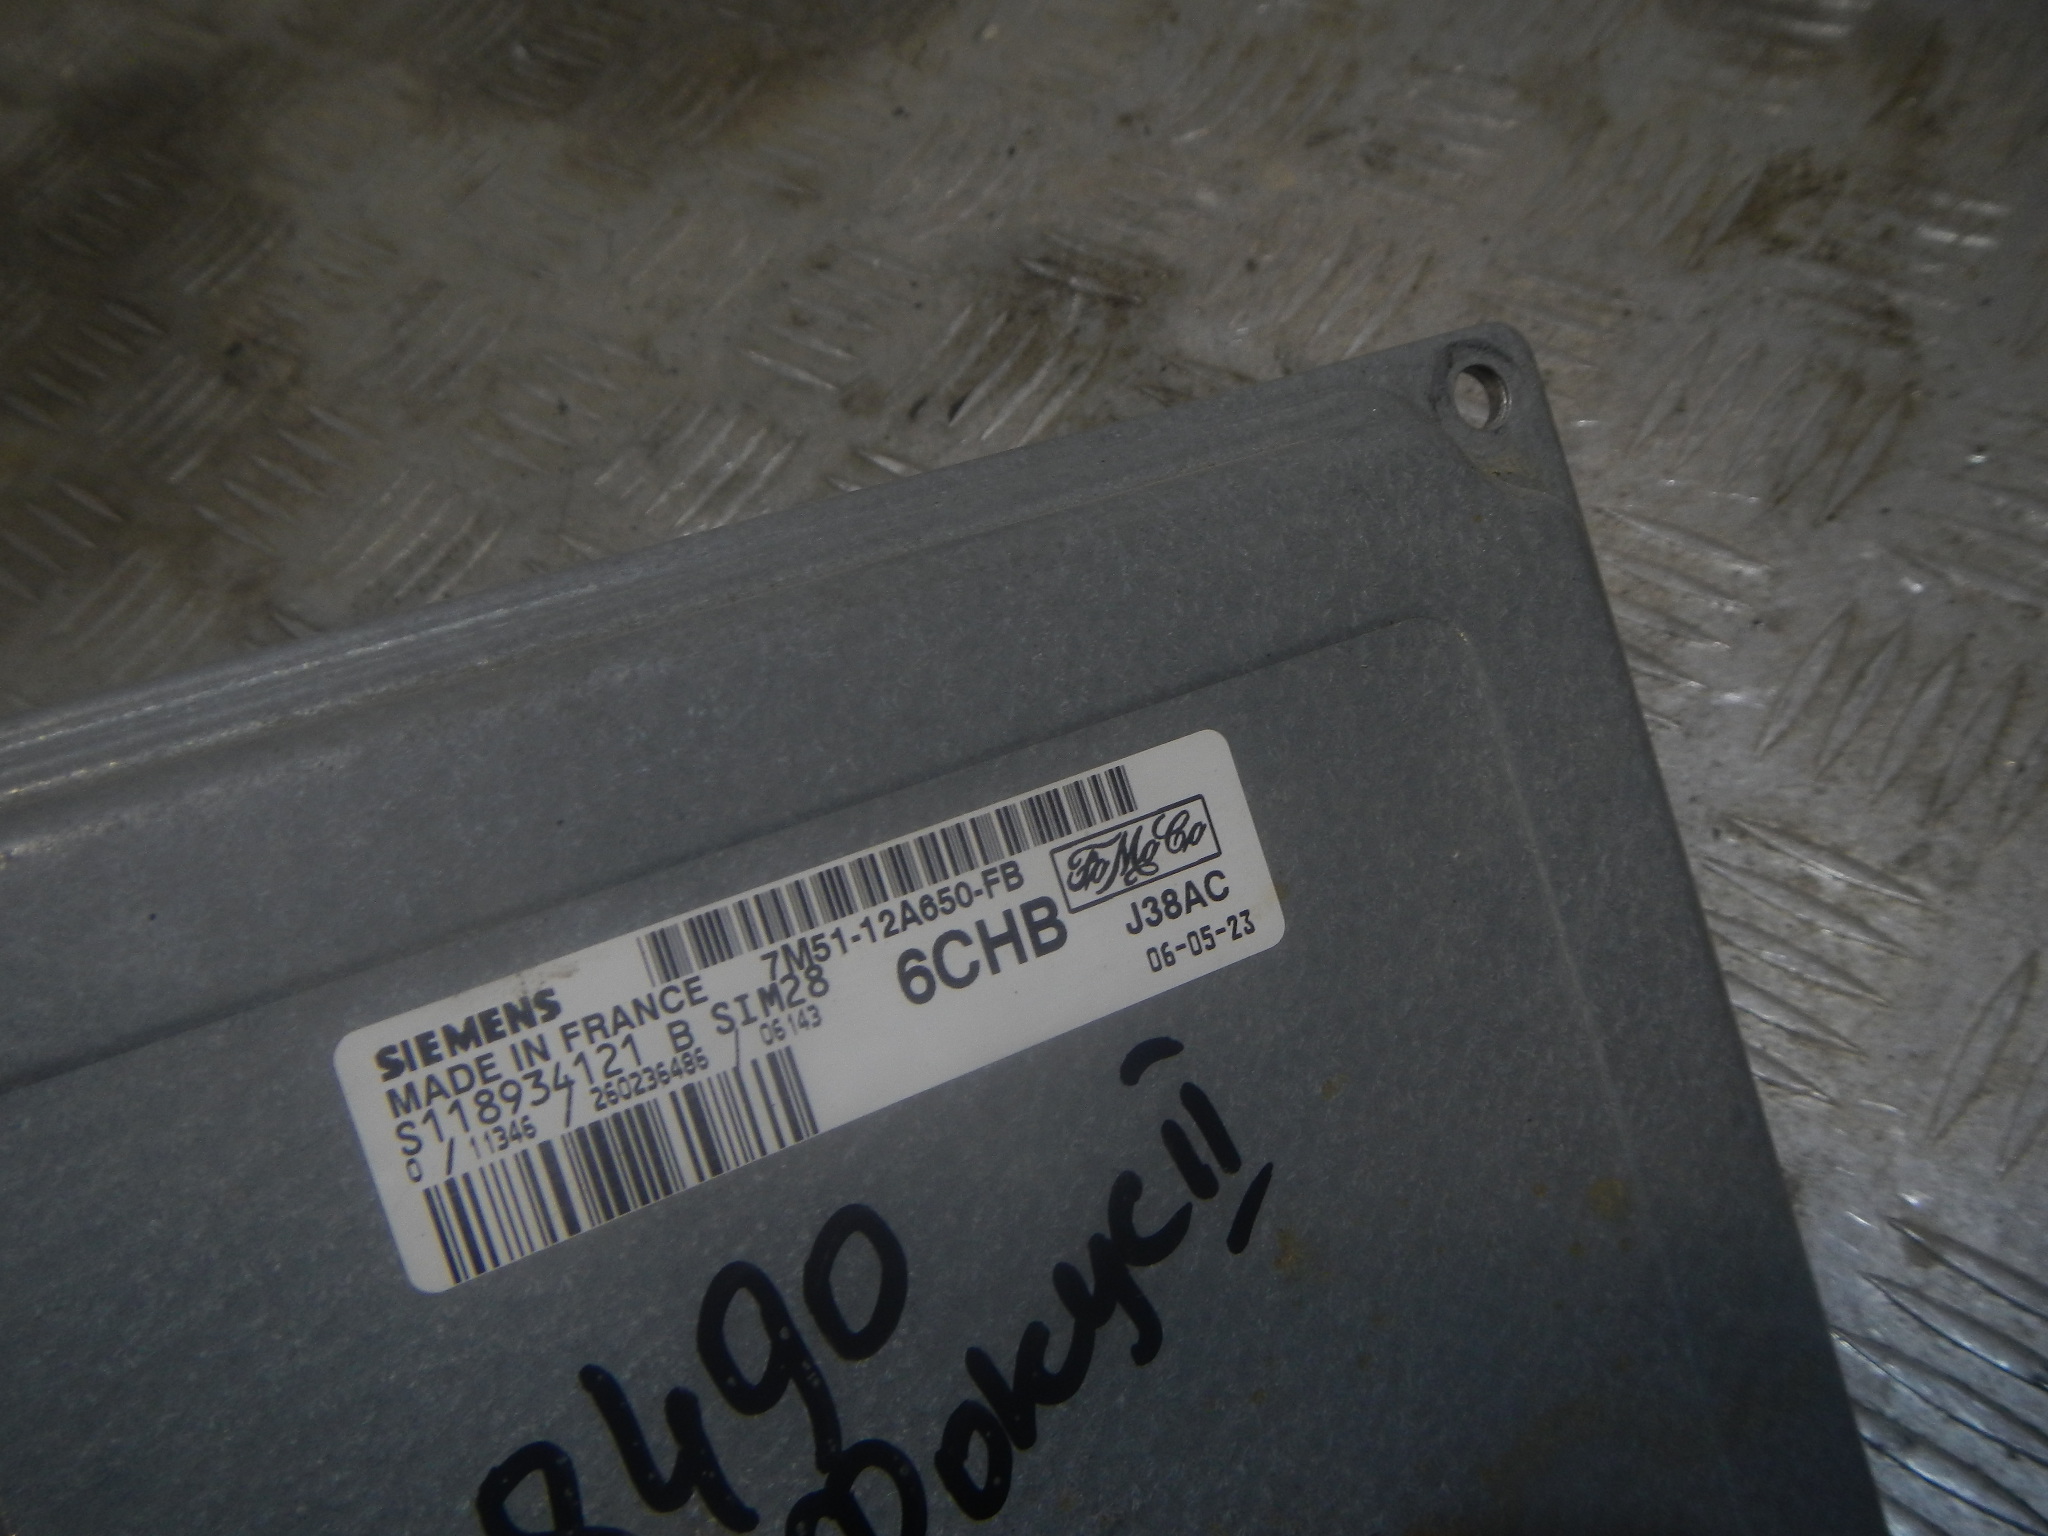 7M51-12A650-FB
FoMoCo
SIEMENS
MADE IN FRANCE
6CHB
J38AC
S118934121 B SIM28
06-05-23
0 / 11346 / 260236486 / 06143
8490
Фокус II